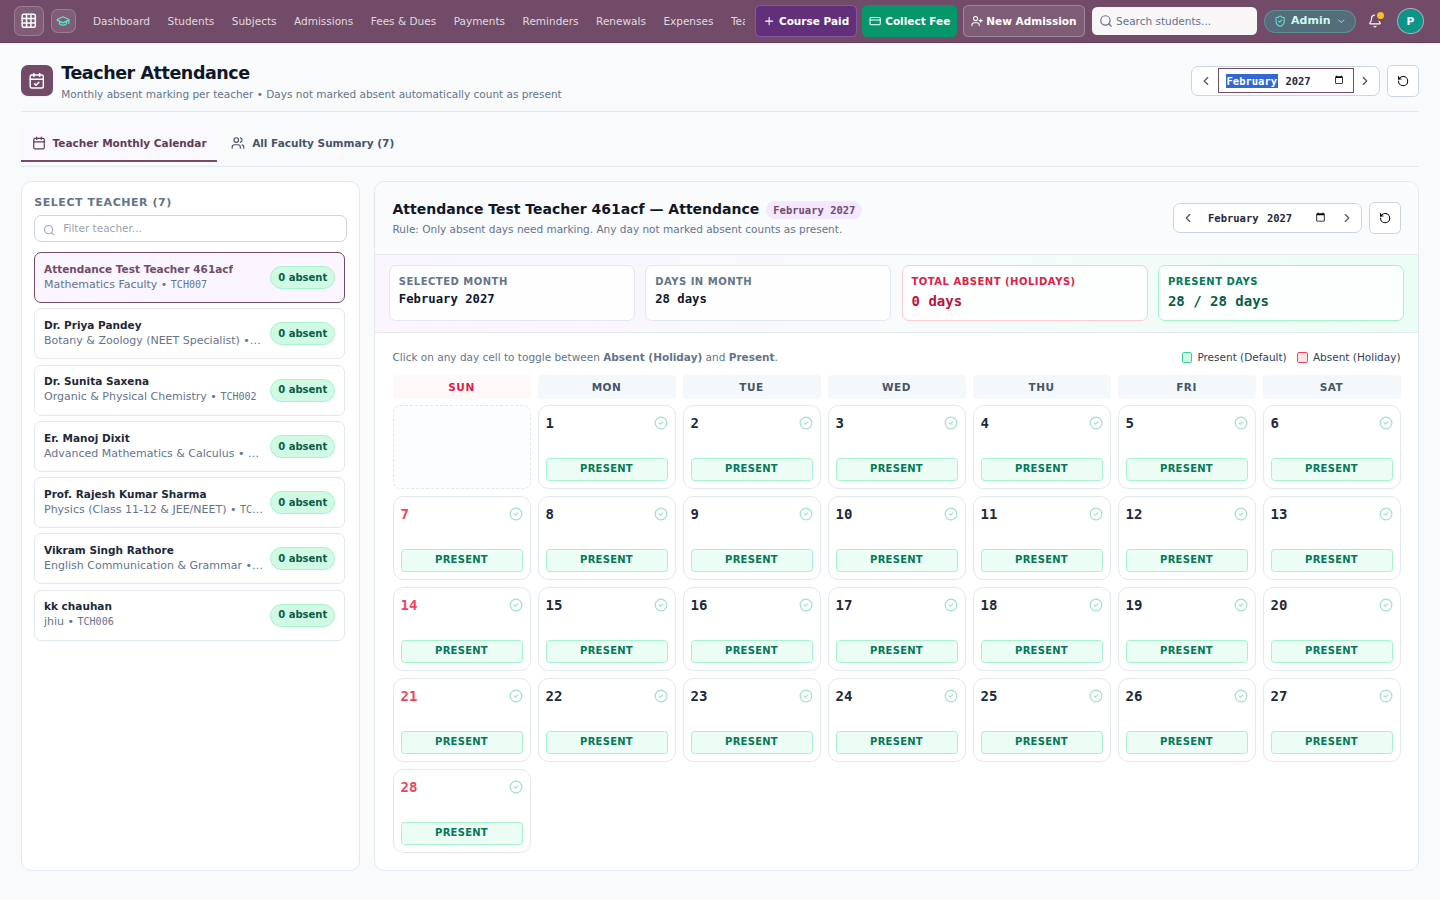 Dashboard Students Subjects Admissions Fees & Dues Payments Reminders Renewals Expenses Tea Course Paid Collect Fee New Admission Search students... Admin P
Teacher Attendance
Monthly absent marking per teacher • Days not marked absent automatically count as present
February 2027
Teacher Monthly Calendar All Faculty Summary (7)
SELECT TEACHER (7)
Filter teacher...
Attendance Test Teacher 461acf
Mathematics Faculty • TCH007
0 absent
Dr. Priya Pandey
Botany & Zoology (NEET Specialist) •...
0 absent
Dr. Sunita Saxena
Organic & Physical Chemistry • TCH002
0 absent
Er. Manoj Dixit
Advanced Mathematics & Calculus • ...
0 absent
Prof. Rajesh Kumar Sharma
Physics (Class 11-12 & JEE/NEET) • TC...
0 absent
Vikram Singh Rathore
English Communication & Grammar •...
0 absent
kk chauhan
jhiu • TCH006
0 absent
Attendance Test Teacher 461acf — Attendance February 2027
Rule: Only absent days need marking. Any day not marked absent counts as present.
February 2027
SELECTED MONTH
February 2027
DAYS IN MONTH
28 days
TOTAL ABSENT (HOLIDAYS)
0 days
PRESENT DAYS
28 / 28 days
Click on any day cell to toggle between Absent (Holiday) and Present.
Present (Default) Absent (Holiday)
SUN MON TUE WED THU FRI SAT
1 2 3 4 5 6
PRESENT PRESENT PRESENT PRESENT PRESENT PRESENT
7 8 9 10 11 12 13
PRESENT PRESENT PRESENT PRESENT PRESENT PRESENT PRESENT
14 15 16 17 18 19 20
PRESENT PRESENT PRESENT PRESENT PRESENT PRESENT PRESENT
21 22 23 24 25 26 27
PRESENT PRESENT PRESENT PRESENT PRESENT PRESENT PRESENT
28
PRESENT